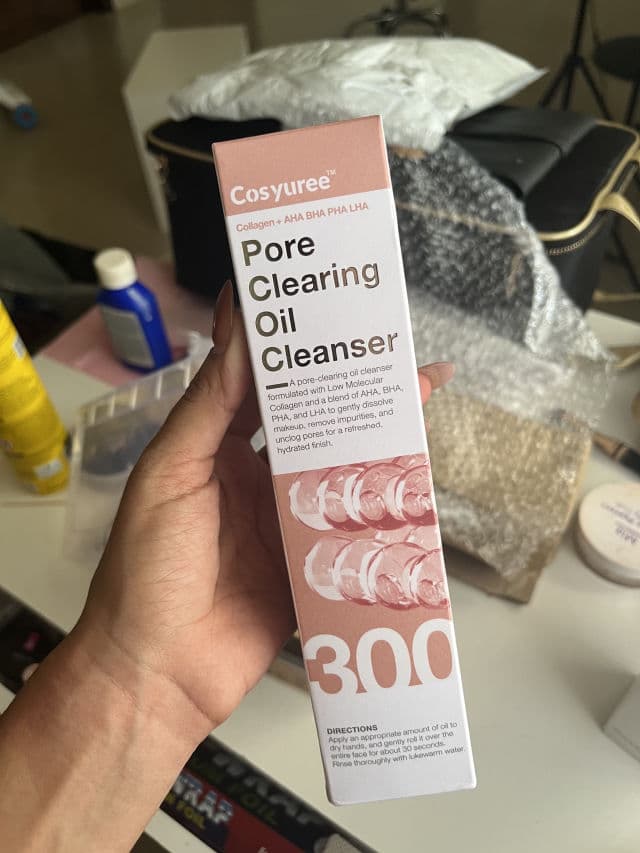 Cosyuree™
Collagen + AHA BHA PHA LHA
Pore
Clearing
Oil
Cleanser
A pore-clearing oil cleanser
formulated with Low Molecular
Collagen and a blend of AHA, BHA,
PHA, and LHA to gently dissolve
makeup, remove impurities, and
unclog pores for a refreshed,
hydrated finish.
300
DIRECTIONS
Apply an appropriate amount of oil to
dry hands, and gently roll it over the
entire face for about 30 seconds.
Rinse thoroughly with lukewarm water.
WRAP
FOIL